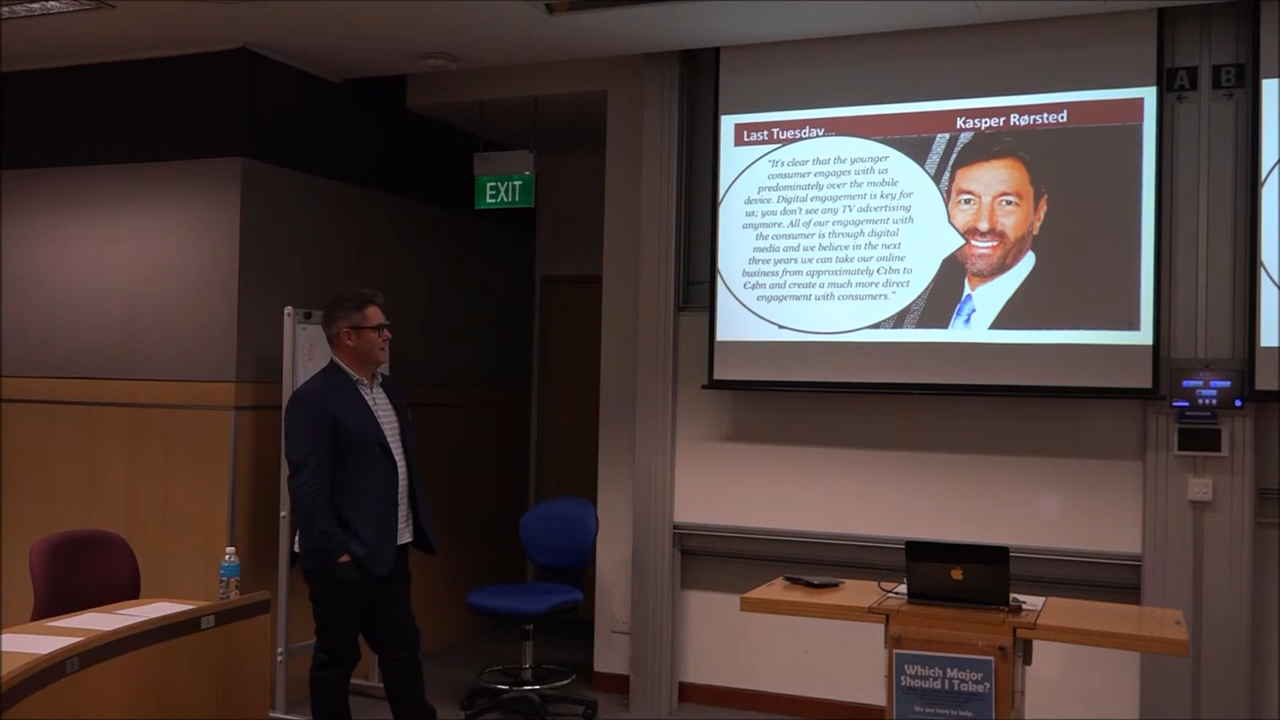 A B
EXIT
Last Tuesday...
Kasper Rørsted
"It's clear that the younger
consumer engages with us
predominately over the mobile
device. Digital engagement is key for
us; you don't see any TV advertising
anymore. All of our engagement with
the consumer is through digital
media and we believe in the next
three years we can take our online
business from approximately €1bn to
€4bn and create a much more direct
engagement with consumers."
Which Major
Should I Take?
We are here to help.